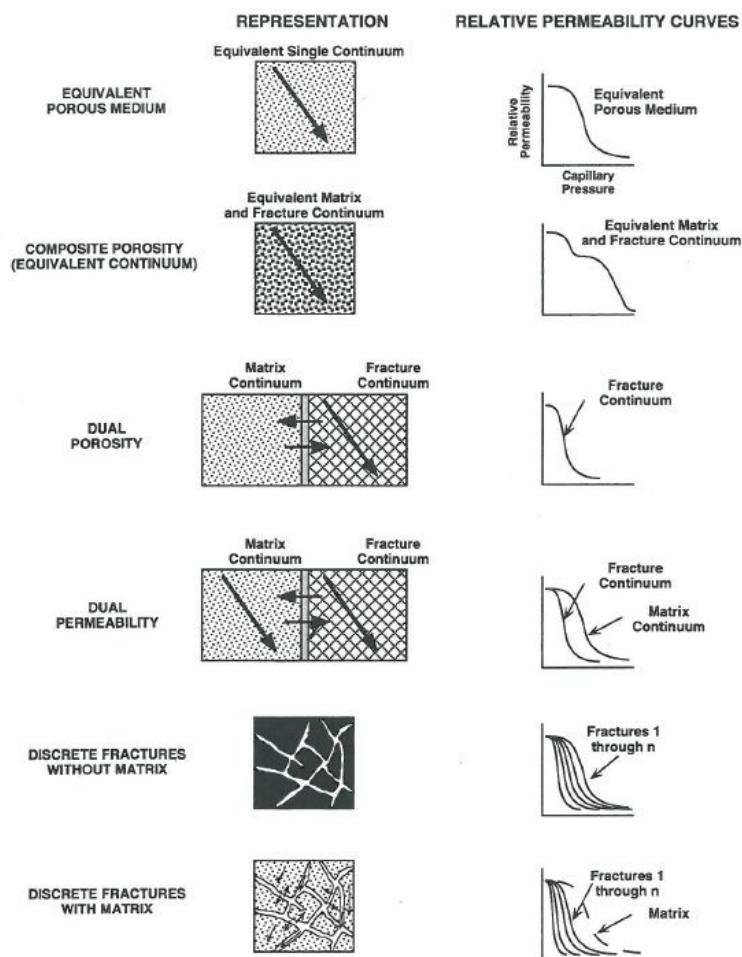 REPRESENTATION
RELATIVE PERMEABILITY CURVES
EQUIVALENT
POROUS MEDIUM
Equivalent Single Continuum
Relative
Permeability
Equivalent
Porous Medium
Capillary
Pressure
COMPOSITE POROSITY
(EQUIVALENT CONTINUUM)
Equivalent Matrix
and Fracture Continuum
Equivalent Matrix
and Fracture Continuum
DUAL
POROSITY
Matrix
Continuum
Fracture
Continuum
Fracture
Continuum
DUAL
PERMEABILITY
Matrix
Continuum
Fracture
Continuum
Fracture
Continuum
Matrix
Continuum
DISCRETE FRACTURES
WITHOUT MATRIX
Fractures 1
through n
DISCRETE FRACTURES
WITH MATRIX
Fractures 1
through n
Matrix